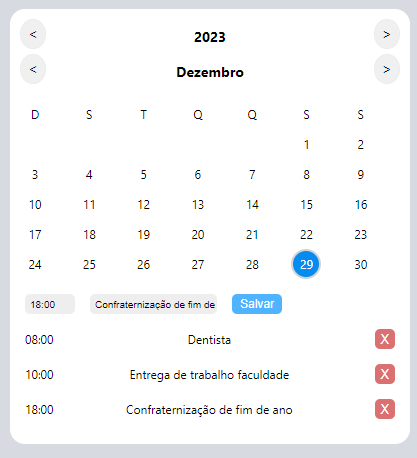 < 2023 >
< Dezembro >
D S T Q Q S S
1 2
3 4 5 6 7 8 9
10 11 12 13 14 15 16
17 18 19 20 21 22 23
24 25 26 27 28 29 30
18:00 Confraternização de fim de Salvar
08:00 Dentista X
10:00 Entrega de trabalho faculdade X
18:00 Confraternização de fim de ano X